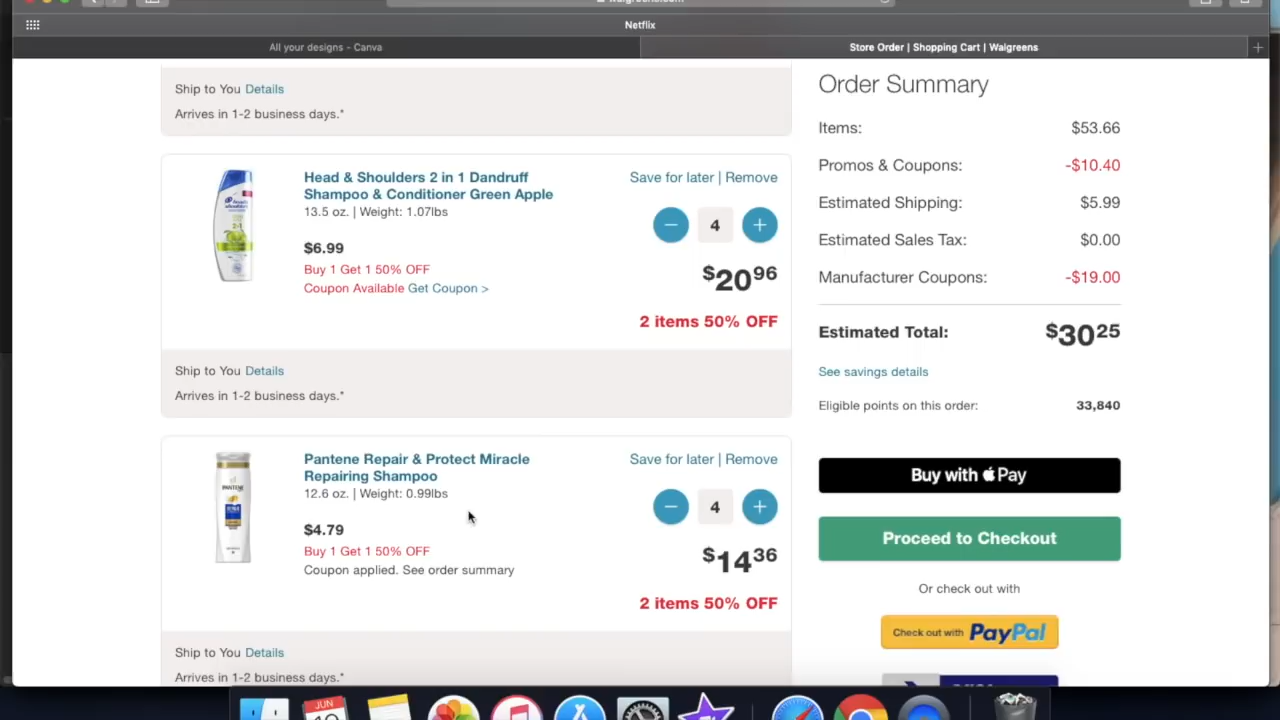 Netflix
All your designs – Canva
Store Order | Shopping Cart | Walgreens
Ship to You Details
Arrives in 1-2 business days.*
Head & Shoulders 2 in 1 Dandruff
Shampoo & Conditioner Green Apple
13.5 oz. | Weight: 1.07lbs
$6.99
Buy 1 Get 1 50% OFF
Coupon Available Get Coupon >
Save for later | Remove
4
$20 96
2 items 50% OFF
Ship to You Details
Arrives in 1-2 business days.*
PANTENE
Pantene Repair & Protect Miracle
Repairing Shampoo
12.6 oz. | Weight: 0.99lbs
$4.79
Buy 1 Get 1 50% OFF
Coupon applied. See order summary
Save for later | Remove
4
$14 36
2 items 50% OFF
Ship to You Details
Arrives in 1-2 business days.*
Order Summary
Items: $53.66
Promos & Coupons: -$10.40
Estimated Shipping: $5.99
Estimated Sales Tax: $0.00
Manufacturer Coupons: -$19.00
Estimated Total: $30 25
See savings details
Eligible points on this order: 33,840
Buy with Pay
Proceed to Checkout
Or check out with
Check out with PayPal
JUN